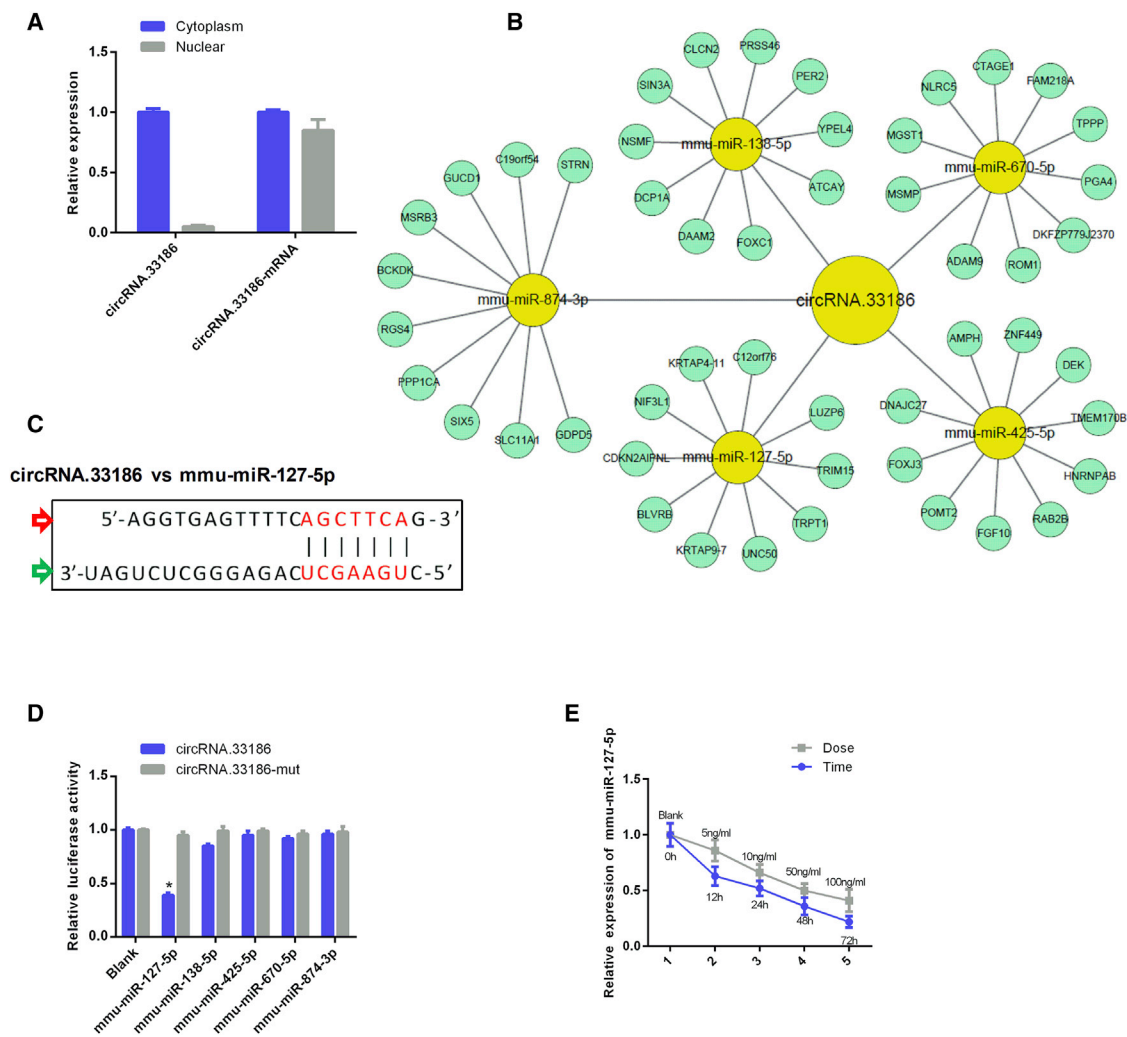 A
Cytoplasm
Nuclear
Relative expression
1.5
1.0
0.5
0.0
circRNA.33186
circRNA.33186-mRNA
B
CLCN2
PRSS46
SIN3A
PER2
NSMF
mmu-miR-138-5p
YPEL4
DCP1A
ATCAY
DAAM2
FOXC1
CTAGE1
NLRC5
FAM218A
MGST1
TPPP
mmu-miR-670-5p
MSMP
PGA4
DKFZP779J2370
ADAM9
ROM1
C19orf54
STRN
GUCD1
MSRB3
BCKDK
mmu-miR-874-3p
RGS4
PPP1CA
SIX5
SLC11A1
GDPD5
circRNA.33186
KRTAP4-11
C12orf76
NIF3L1
LUZP6
CDKN2AIPNL
mmu-miR-127-5p
TRIM15
BLVRB
TRPT1
KRTAP9-7
UNC50
AMPH
ZNF449
DEK
DNAJC27
TMEM170B
mmu-miR-425-5p
FOXJ3
HNRNPAB
POMT2
RAB2B
FGF10
C
circRNA.33186 vs mmu-miR-127-5p
5′-AGGTGAGTTTTCAGCTTCAG-3′
3′-UAGUCUCGGGAGACUCGAAGUC-5′
D
circRNA.33186
circRNA.33186-mut
Relative luciferase activity
1.5
1.0
0.5
0.0
*
Blank
mmu-miR-127-5p
mmu-miR-138-5p
mmu-miR-425-5p
mmu-miR-670-5p
mmu-miR-874-3p
E
Dose
Time
Relative expression of mmu-miR-127-5p
1.5
1.0
0.5
0.0
Blank
5ng/ml
10ng/ml
50ng/ml
100ng/ml
0h
12h
24h
48h
72h
1
2
3
4
5